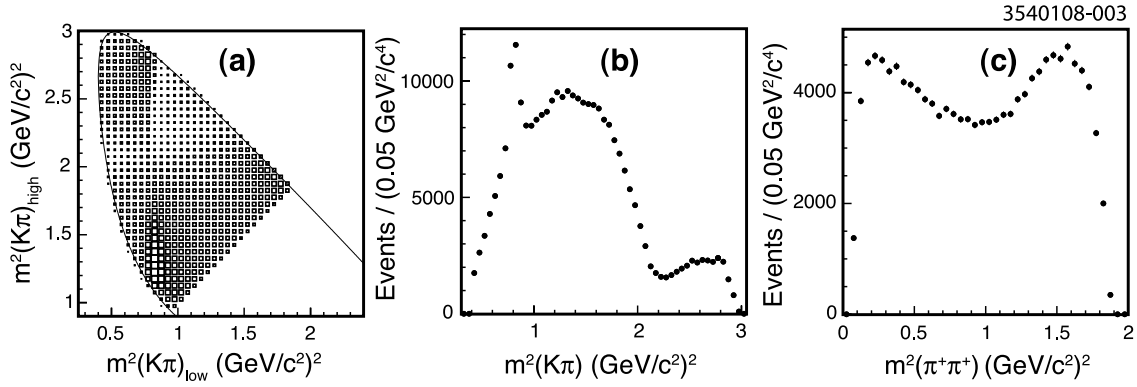 3540108-003
(a)
m²(Kπ)high (GeV/c²)²
3
2.5
2
1.5
1
0.5 1 1.5 2
m²(Kπ)low (GeV/c²)²
(b)
Events / (0.05 GeV²/c⁴)
10000
5000
0
1 2 3
m²(Kπ) (GeV/c²)²
(c)
Events / (0.05 GeV²/c⁴)
4000
2000
0
0 0.5 1 1.5 2
m²(π⁺π⁺) (GeV/c²)²